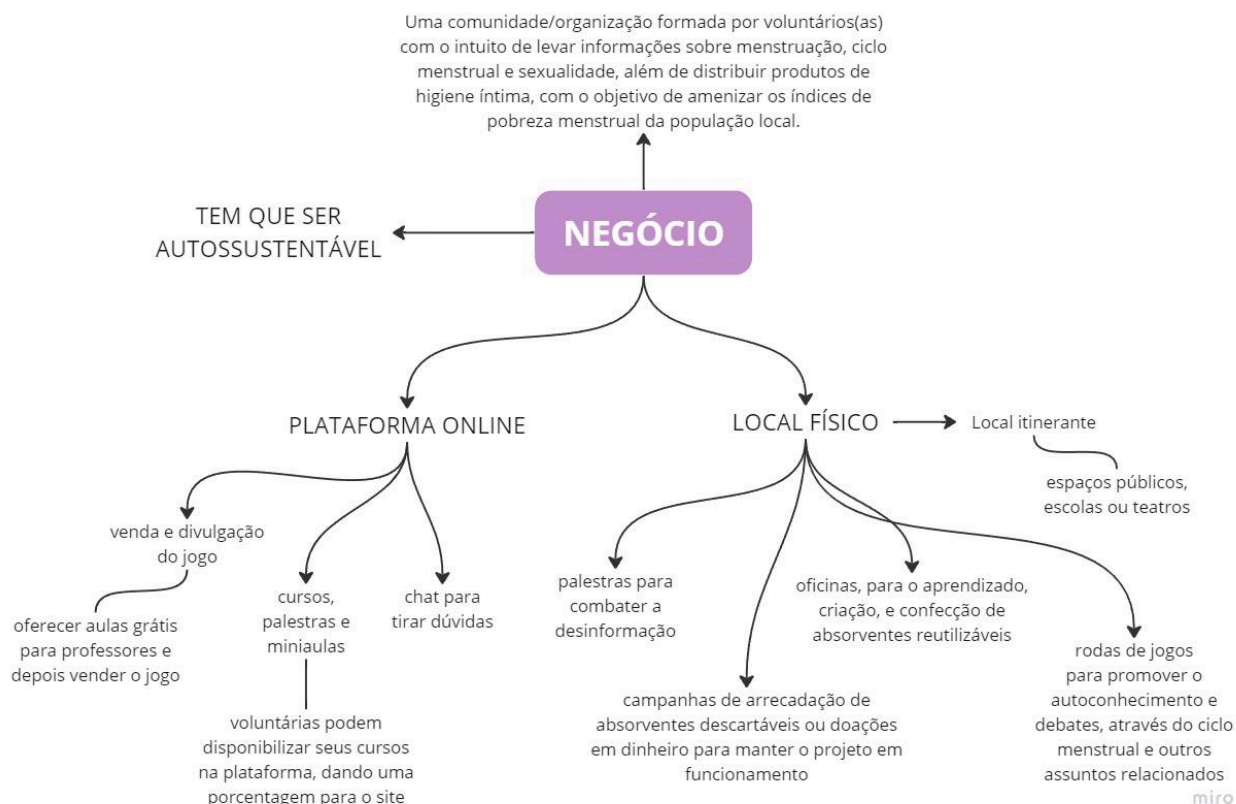 Uma comunidade/organização formada por voluntários(as)
com o intuito de levar informações sobre menstruação, ciclo
menstrual e sexualidade, além de distribuir produtos de
higiene íntima, com o objetivo de amenizar os índices de
pobreza menstrual da população local.
TEM QUE SER
AUTOSSUSTENTÁVEL
NEGÓCIO
PLATAFORMA ONLINE
venda e divulgação
do jogo
oferecer aulas grátis
para professores e
depois vender o jogo
cursos,
palestras e
miniaulas
voluntárias podem
disponibilizar seus cursos
na plataforma, dando uma
porcentagem para o site
chat para
tirar dúvidas
LOCAL FÍSICO
Local itinerante
espaços públicos,
escolas ou teatros
palestras para
combater a
desinformação
campanhas de arrecadação de
absorventes descartáveis ou doações
em dinheiro para manter o projeto em
funcionamento
oficinas, para o aprendizado,
criação, e confecção de
absorventes reutilizáveis
rodas de jogos
para promover o
autoconhecimento e
debates, através do ciclo
menstrual e outros
assuntos relacionados
miro